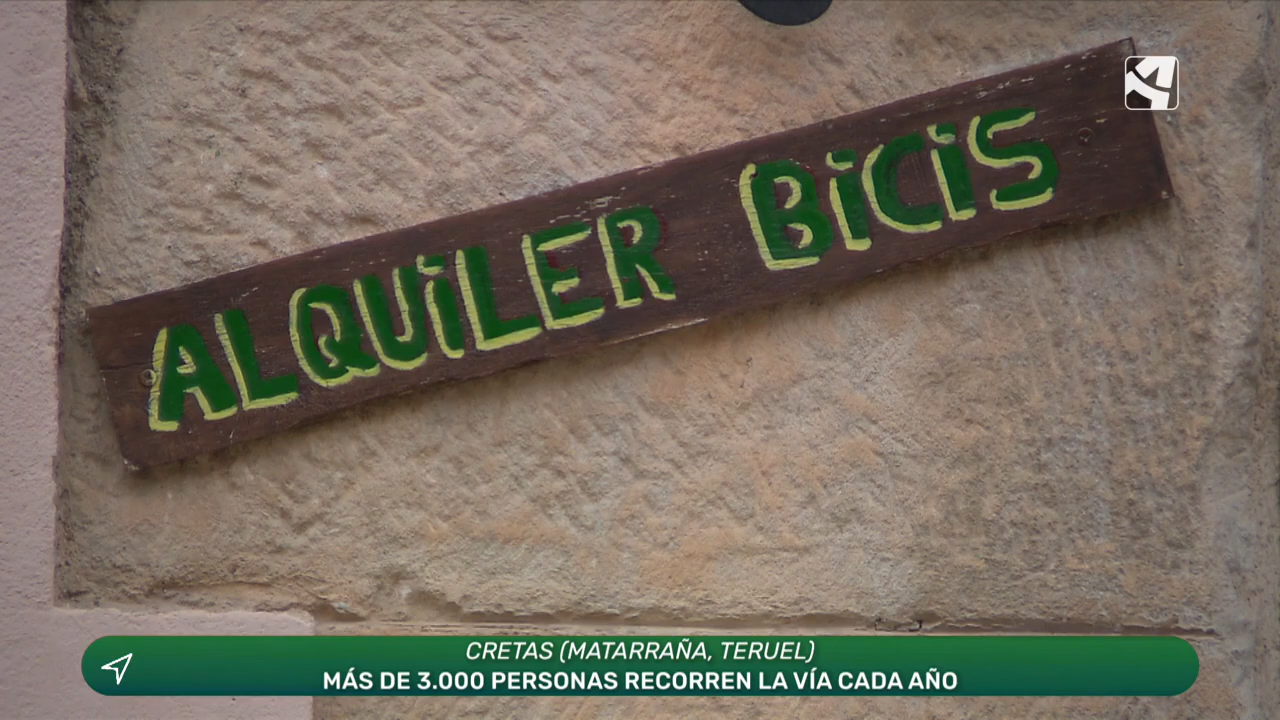 ALQUiLER BiCiS
CRETAS (MATARRAÑA, TERUEL)
MÁS DE 3.000 PERSONAS RECORREN LA VÍA CADA AÑO